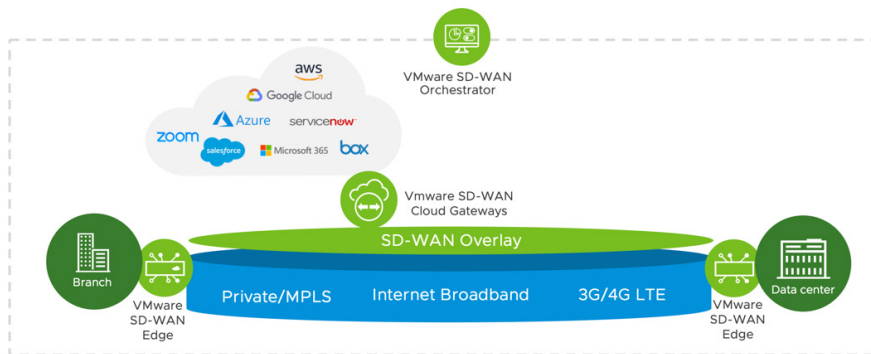 aws
VMware SD-WAN
Orchestrator
Google Cloud
Azure
servicenow
zoom
salesforce
Microsoft 365
box
Vmware SD-WAN
Cloud Gateways
SD-WAN Overlay
Branch
Data center
Private/MPLS
Internet Broadband
3G/4G LTE
VMware
SD-WAN
Edge
VMware
SD-WAN
Edge